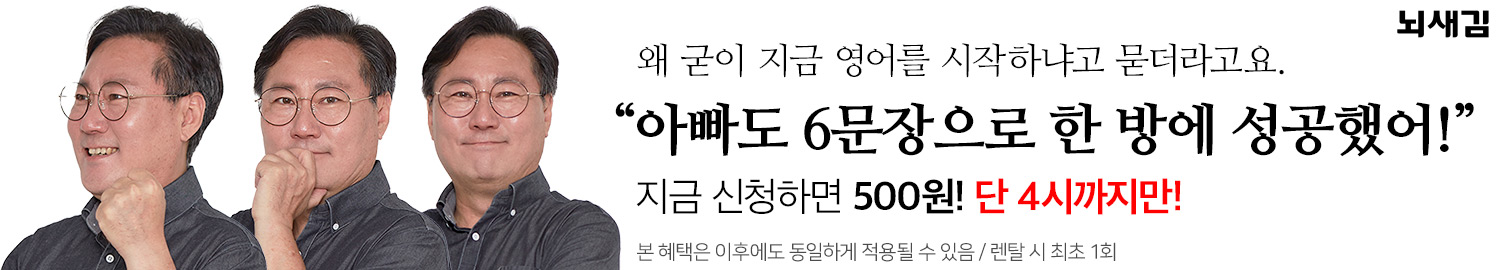 뇌새김
왜 굳이 지금 영어를 시작하냐고 묻더라고요.
“아빠도 6문장으로 한 방에 성공했어!”
지금 신청하면 500원! 단 4시까지만!
본 혜택은 이후에도 동일하게 적용될 수 있음 / 렌탈 시 최초 1회